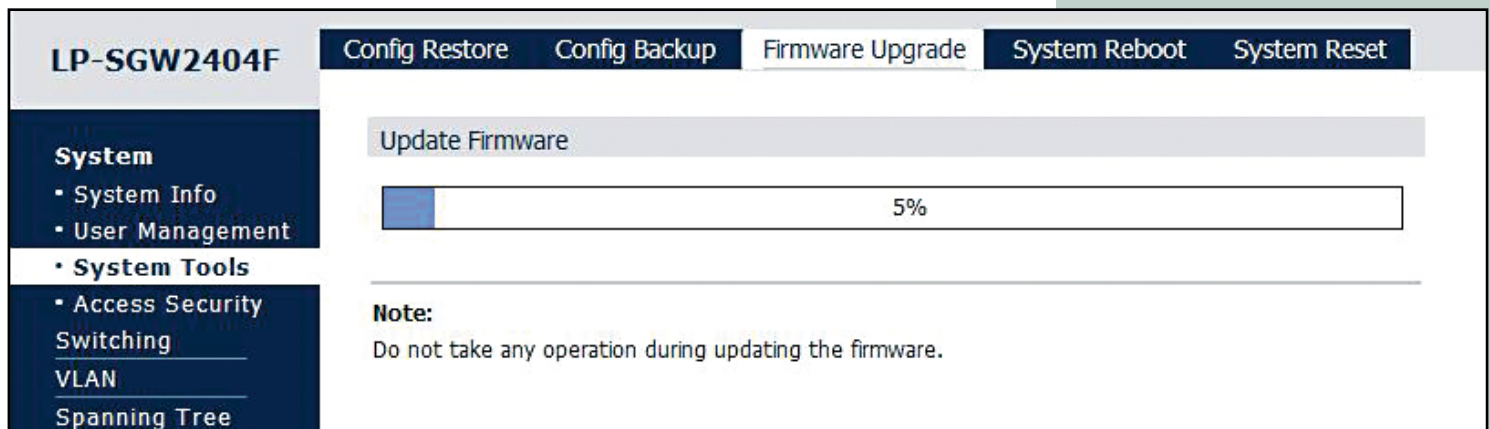 LP-SGW2404F
Config Restore Config Backup Firmware Upgrade System Reboot System Reset
System
• System Info
• User Management
• System Tools
• Access Security
Switching
VLAN
Spanning Tree
Update Firmware
5%
Note:
Do not take any operation during updating the firmware.